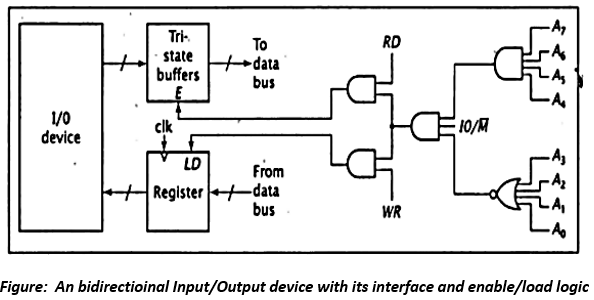 I/O
device
Tri-
state
buffers
E
To
data
bus
clk
LD
Register
From
data
bus
RD
WR
IO/M̅
A7
A6
A5
A4
A3
A2
A1
A0
Figure: An bidirectioinal Input/Output device with its interface and enable/load logic